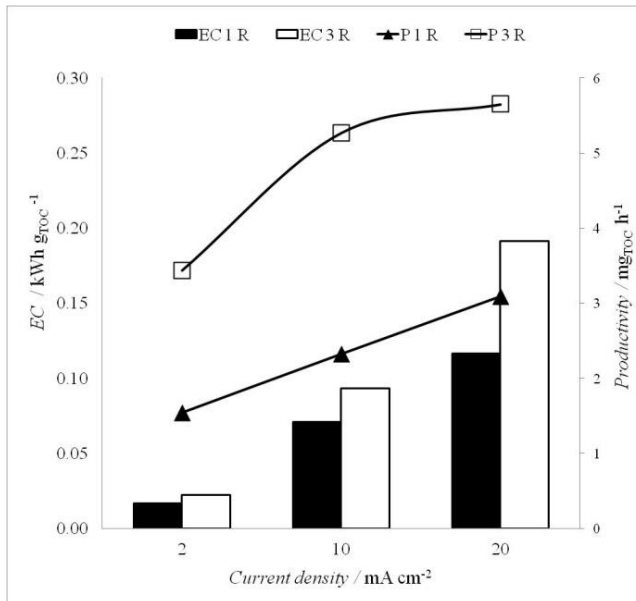 EC 1 R EC 3 R P 1 R P 3 R
0.30
0.25
0.20
0.15
0.10
0.05
0.00
EC / kWh gTOC -1
6
5
4
3
2
1
0
Productivity / mgTOC h-1
2 10 20
Current density / mA cm-2